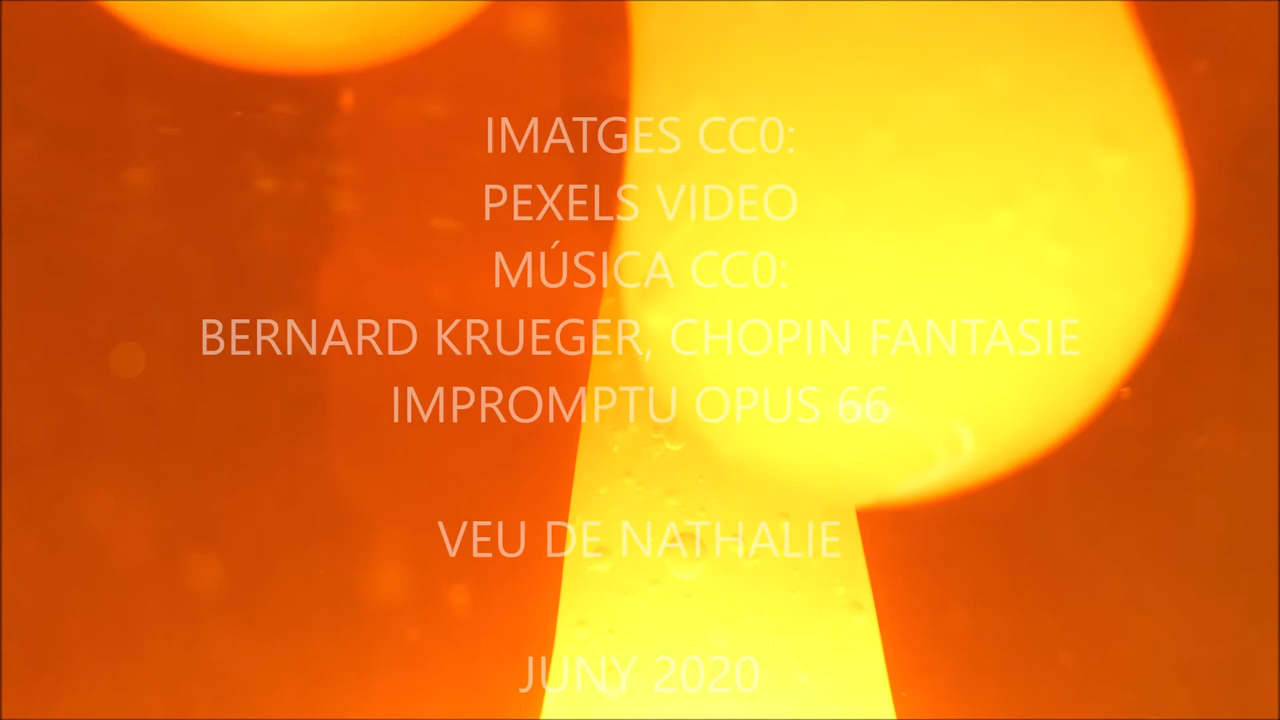 IMATGES CC0:
PEXELS VIDEO
MÚSICA CC0:
BERNARD KRUEGER, CHOPIN FANTASIE
IMPROMPTU OPUS 66
VEU DE NATHALIE
JUNY 2020